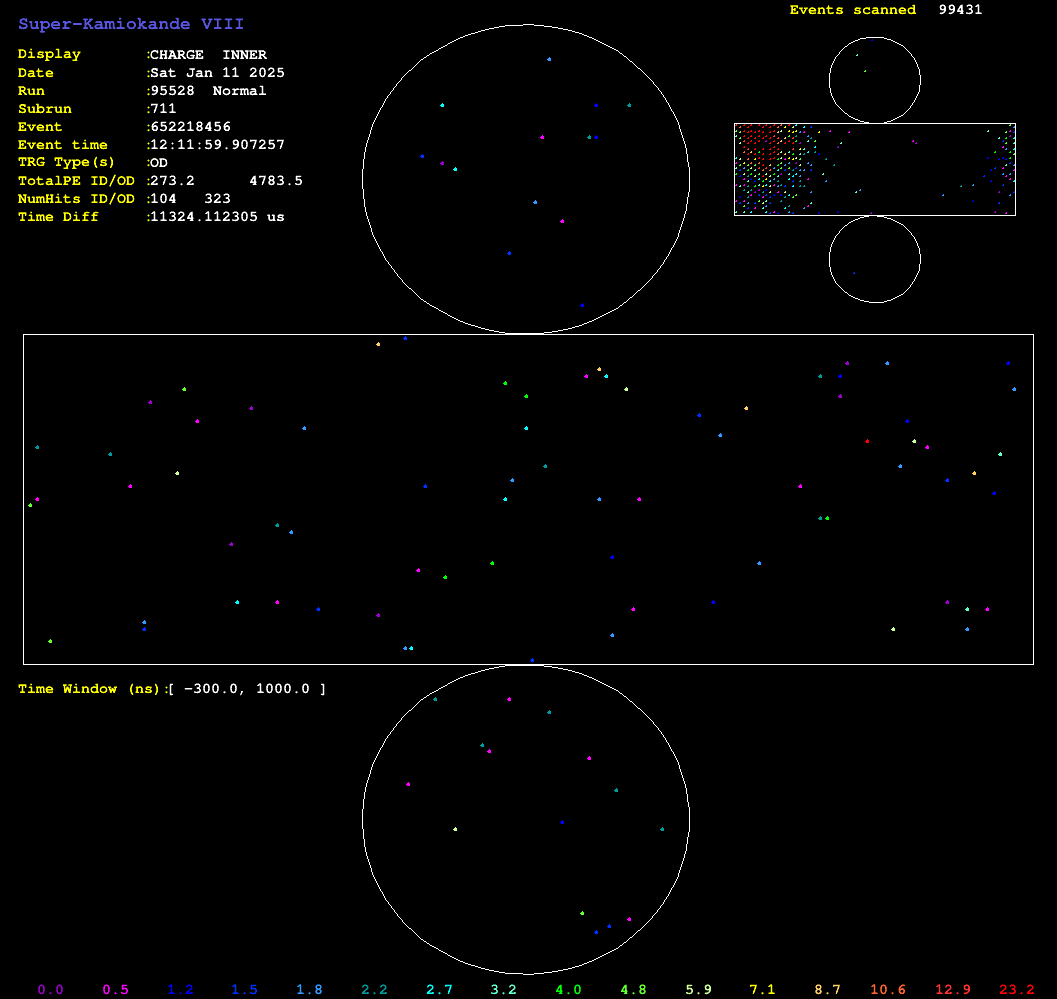 Super-Kamiokande VIII
Events scanned 99431
Display :CHARGE INNER
Date :Sat Jan 11 2025
Run :95528 Normal
Subrun :711
Event :652218456
Event time :12:11:59.907257
TRG Type(s) :OD
TotalPE ID/OD :273.2 4783.5
NumHits ID/OD :104 323
Time Diff :11324.112305 us
Time Window (ns):[ -300.0, 1000.0 ]
0.0 0.5 1.2 1.5 1.8 2.2 2.7 3.2 4.0 4.8 5.9 7.1 8.7 10.6 12.9 23.2